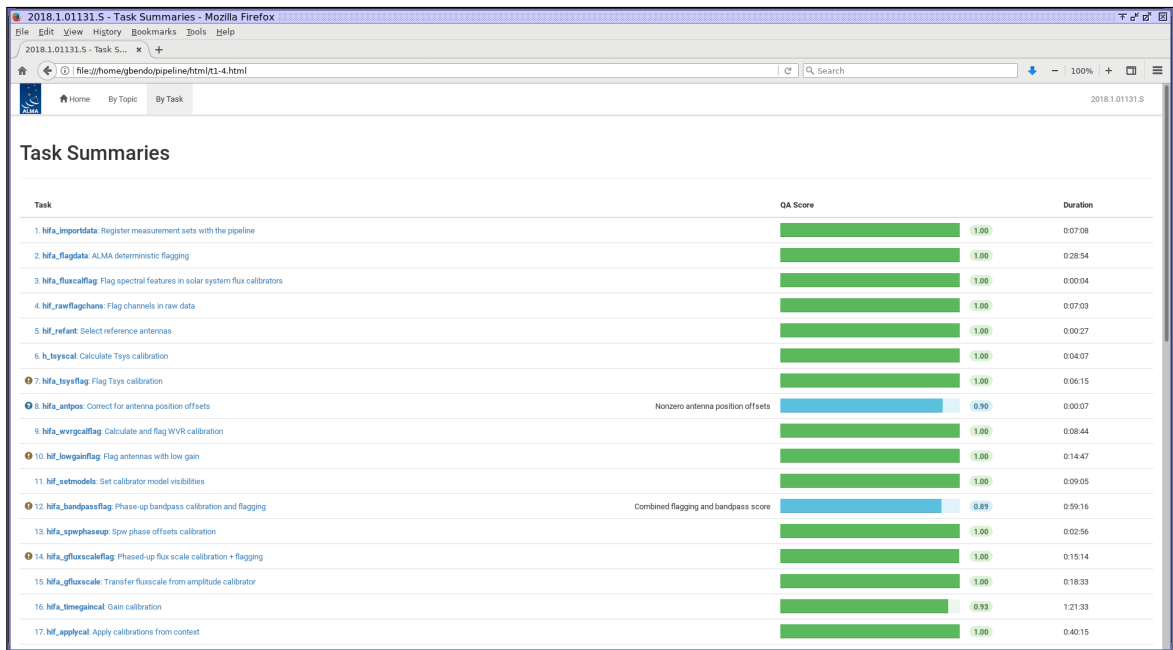 2018.1.01131.S - Task Summaries - Mozilla Firefox
File Edit View History Bookmarks Tools Help
2018.1.01131.S - Task S... × +
file:///home/gbendo/pipeline/html/t1-4.html Search 100%
ALMA Home By Topic By Task 2018.1.01131.S
Task Summaries
Task QA Score Duration
1. hifa_importdata: Register measurement sets with the pipeline 1.00 0:07:08
2. hifa_flagdata: ALMA deterministic flagging 1.00 0:28:54
3. hifa_fluxcalflag: Flag spectral features in solar system flux calibrators 1.00 0:00:04
4. hif_rawflagchans: Flag channels in raw data 1.00 0:07:03
5. hif_refant: Select reference antennas 1.00 0:00:27
6. h_tsyscal: Calculate Tsys calibration 1.00 0:04:07
7. hifa_tsysflag: Flag Tsys calibration 1.00 0:06:15
8. hifa_antpos: Correct for antenna position offsets Nonzero antenna position offsets 0.90 0:00:07
9. hifa_wvrgcalflag: Calculate and flag WVR calibration 1.00 0:08:44
10. hif_lowgainflag: Flag antennas with low gain 1.00 0:14:47
11. hif_setmodels: Set calibrator model visibilities 1.00 0:09:05
12. hifa_bandpassflag: Phase-up bandpass calibration and flagging Combined flagging and bandpass score 0.89 0:59:16
13. hifa_spwphaseup: Spw phase offsets calibration 1.00 0:02:56
14. hifa_gfluxscaleflag: Phased-up flux scale calibration + flagging 1.00 0:15:14
15. hifa_gfluxscale: Transfer fluxscale from amplitude calibrator 1.00 0:18:33
16. hifa_timegaincal: Gain calibration 0.93 1:21:33
17. hif_applycal: Apply calibrations from context 1.00 0:40:15